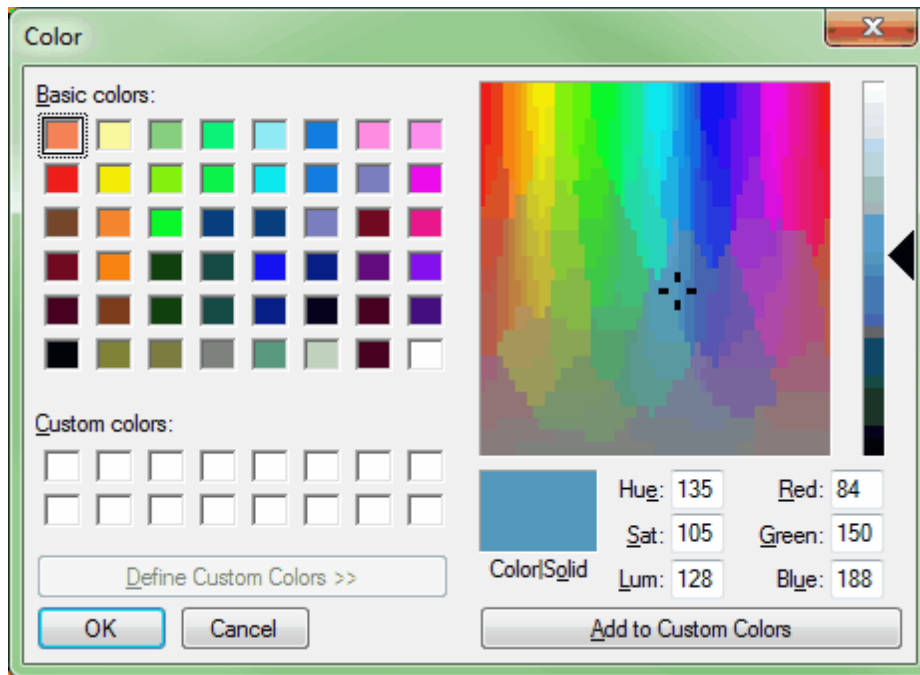 Color
Basic colors:
Custom colors:
Define Custom Colors >>
OK Cancel
Color|Solid
Hue: 135 Red: 84
Sat: 105 Green: 150
Lum: 128 Blue: 188
Add to Custom Colors